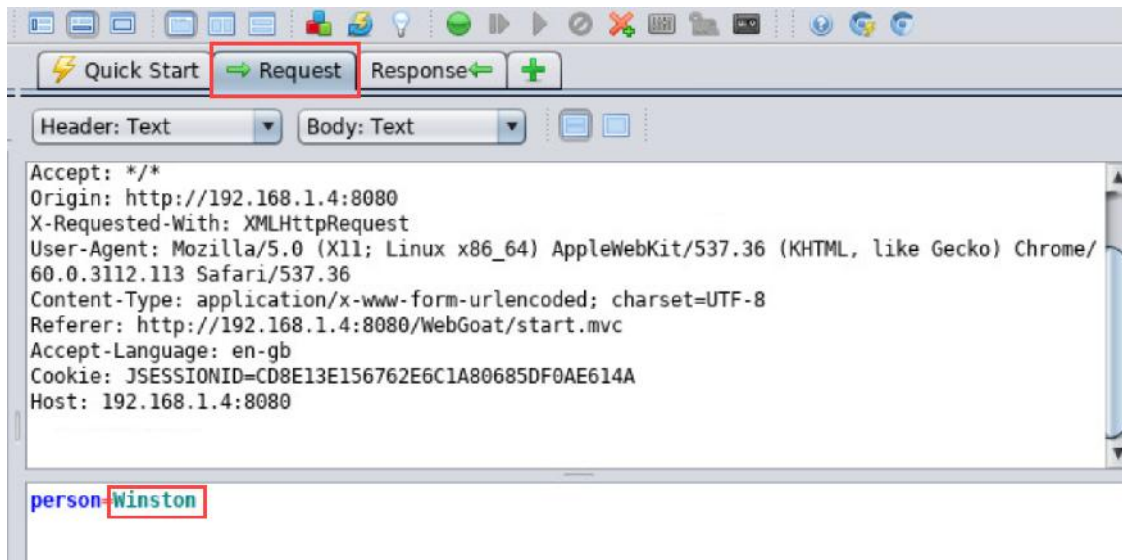 Quick Start Request Response
Header: Text Body: Text
Accept: */*
Origin: http://192.168.1.4:8080
X-Requested-With: XMLHttpRequest
User-Agent: Mozilla/5.0 (X11; Linux x86_64) AppleWebKit/537.36 (KHTML, like Gecko) Chrome/
60.0.3112.113 Safari/537.36
Content-Type: application/x-www-form-urlencoded; charset=UTF-8
Referer: http://192.168.1.4:8080/WebGoat/start.mvc
Accept-Language: en-gb
Cookie: JSESSIONID=CD8E13E156762E6C1A80685DF0AE614A
Host: 192.168.1.4:8080
person=Winston